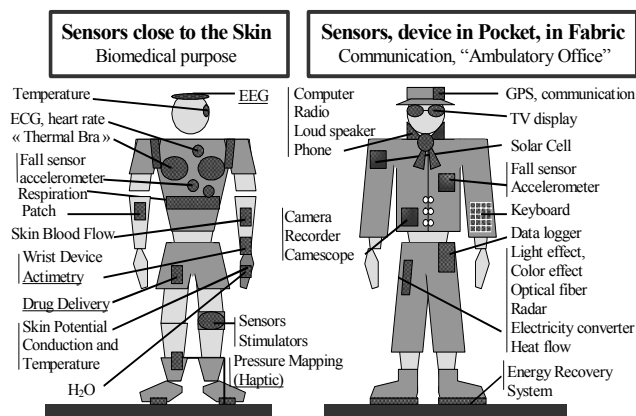 Sensors close to the Skin
Biomedical purpose
Temperature
EEG
ECG, heart rate
« Thermal Bra »
Fall sensor
accelerometer
Respiration
Patch
Skin Blood Flow
Wrist Device
Actimetry
Drug Delivery
Skin Potential
Conduction and
Temperature
H2O
Sensors
Stimulators
Pressure Mapping
(Haptic)
Sensors, device in Pocket, in Fabric
Communication, “Ambulatory Office”
Computer
Radio
Loud speaker
Phone
Camera
Recorder
Camescope
GPS, communication
TV display
Solar Cell
Fall sensor
Accelerometer
Keyboard
Data logger
Light effect,
Color effect
Optical fiber
Radar
Electricity converter
Heat flow
Energy Recovery
System